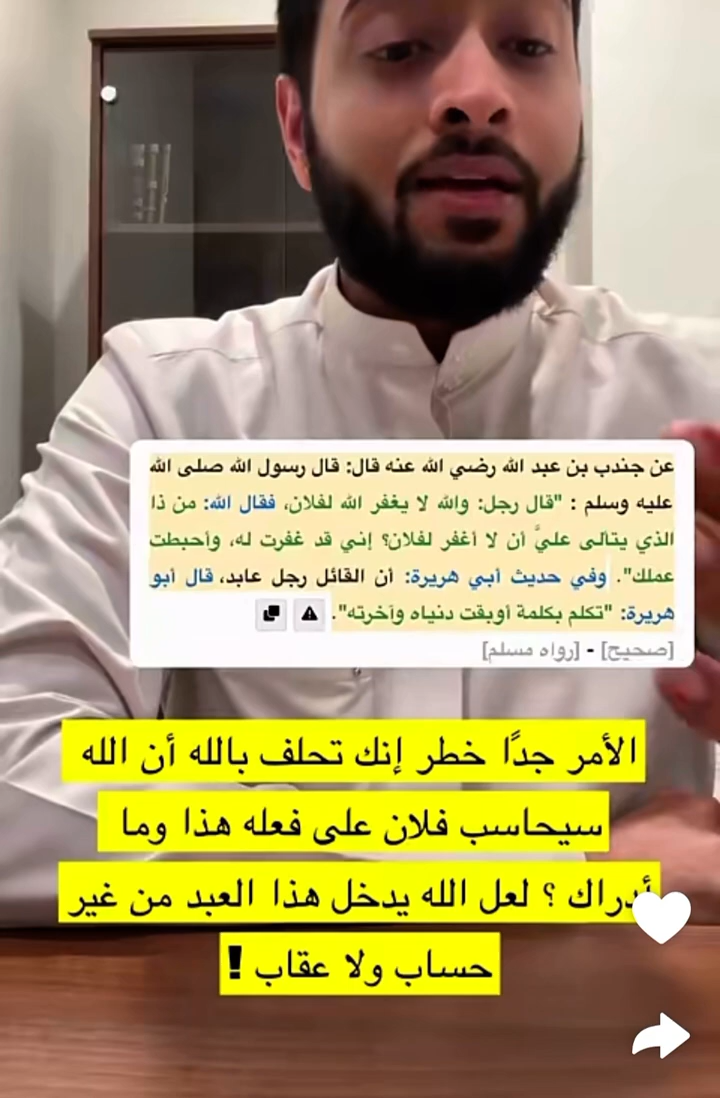 عن جندب بن عبد الله رضي الله عنه قال: قال رسول الله صلى الله
عليه وسلم : "قال رجل: والله لا يغفر الله لفلان، فقال الله: من ذا
الذي يتألى عليَّ أن لا أغفر لفلان؟ إني قد غفرت له، وأحبطت
عملك". وفي حديث أبي هريرة: أن القائل رجل عابد، قال أبو
هريرة: "تكلم بكلمة أوبقت دنياه وآخرته".
[صحيح] - [رواه مسلم]
الأمر جدًا خطر إنك تحلف بالله أن الله
سيحاسب فلان على فعله هذا وما
أدراك ؟ لعل الله يدخل هذا العبد من غير
حساب ولا عقاب !